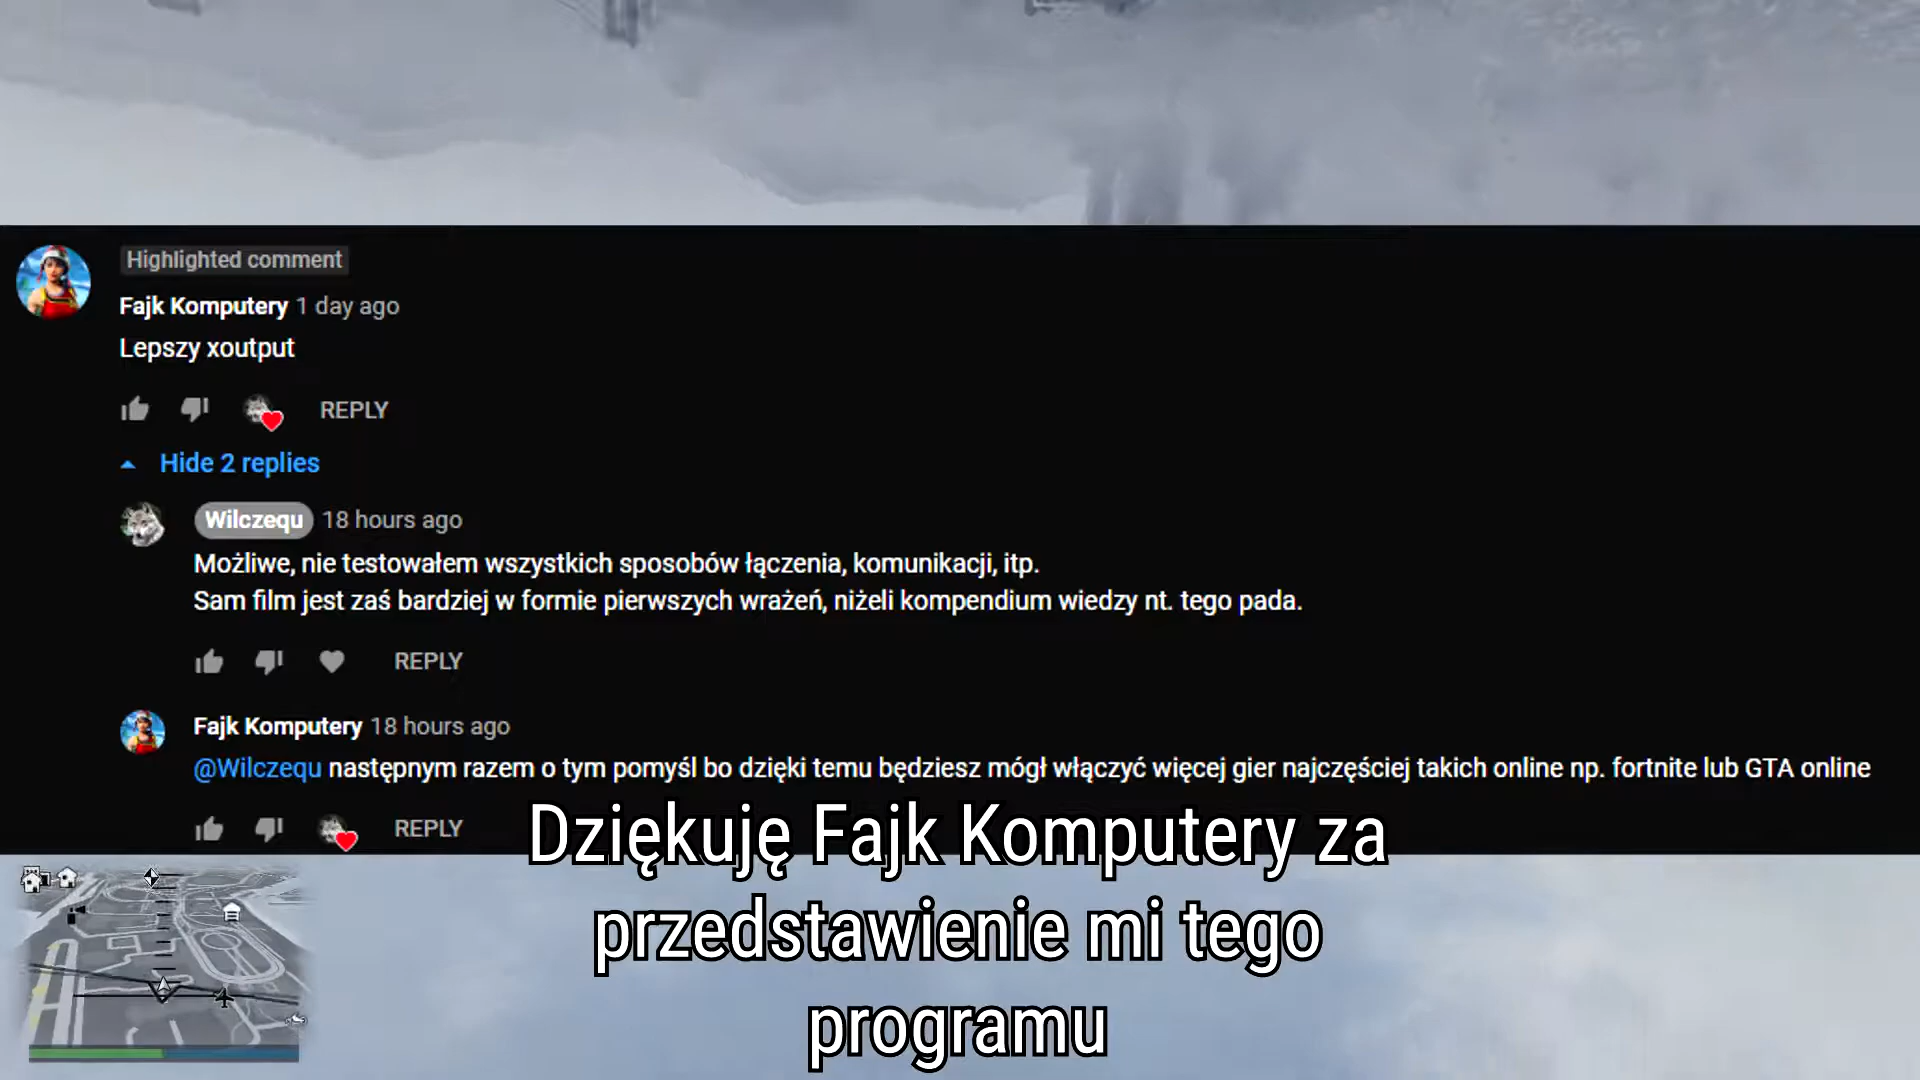 Highlighted comment
Fajk Komputery 1 day ago
Lepszy xoutput
REPLY
Hide 2 replies
Wilczequ 18 hours ago
Możliwe, nie testowałem wszystkich sposobów łączenia, komunikacji, itp.
Sam film jest zaś bardziej w formie pierwszych wrażeń, niżeli kompendium wiedzy nt. tego pada.
REPLY
Fajk Komputery 18 hours ago
@Wilczequ następnym razem o tym pomyśl bo dzięki temu będziesz mógł włączyć więcej gier najczęściej takich online np. fortnite lub GTA online
REPLY
Dziękuję Fajk Komputery za
przedstawienie mi tego
programu